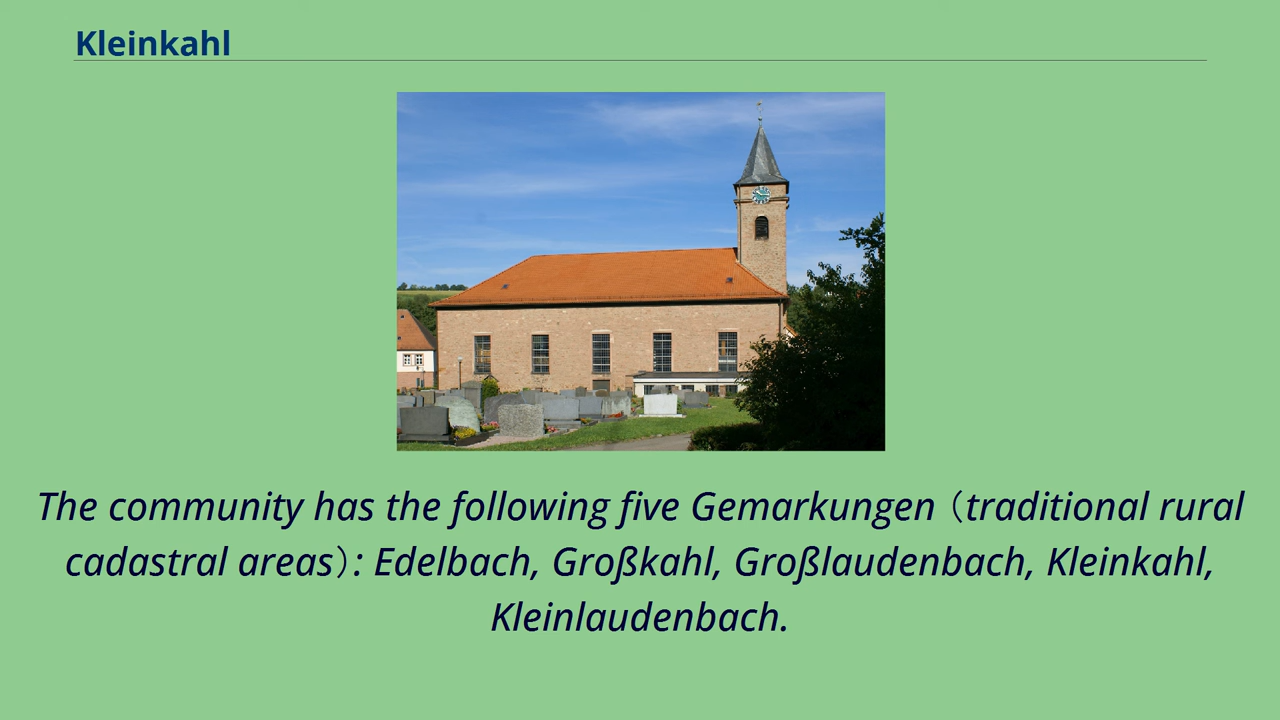 Kleinkahl
The community has the following five Gemarkungen（traditional rural
cadastral areas）: Edelbach, Großkahl, Großlaudenbach, Kleinkahl,
Kleinlaudenbach.